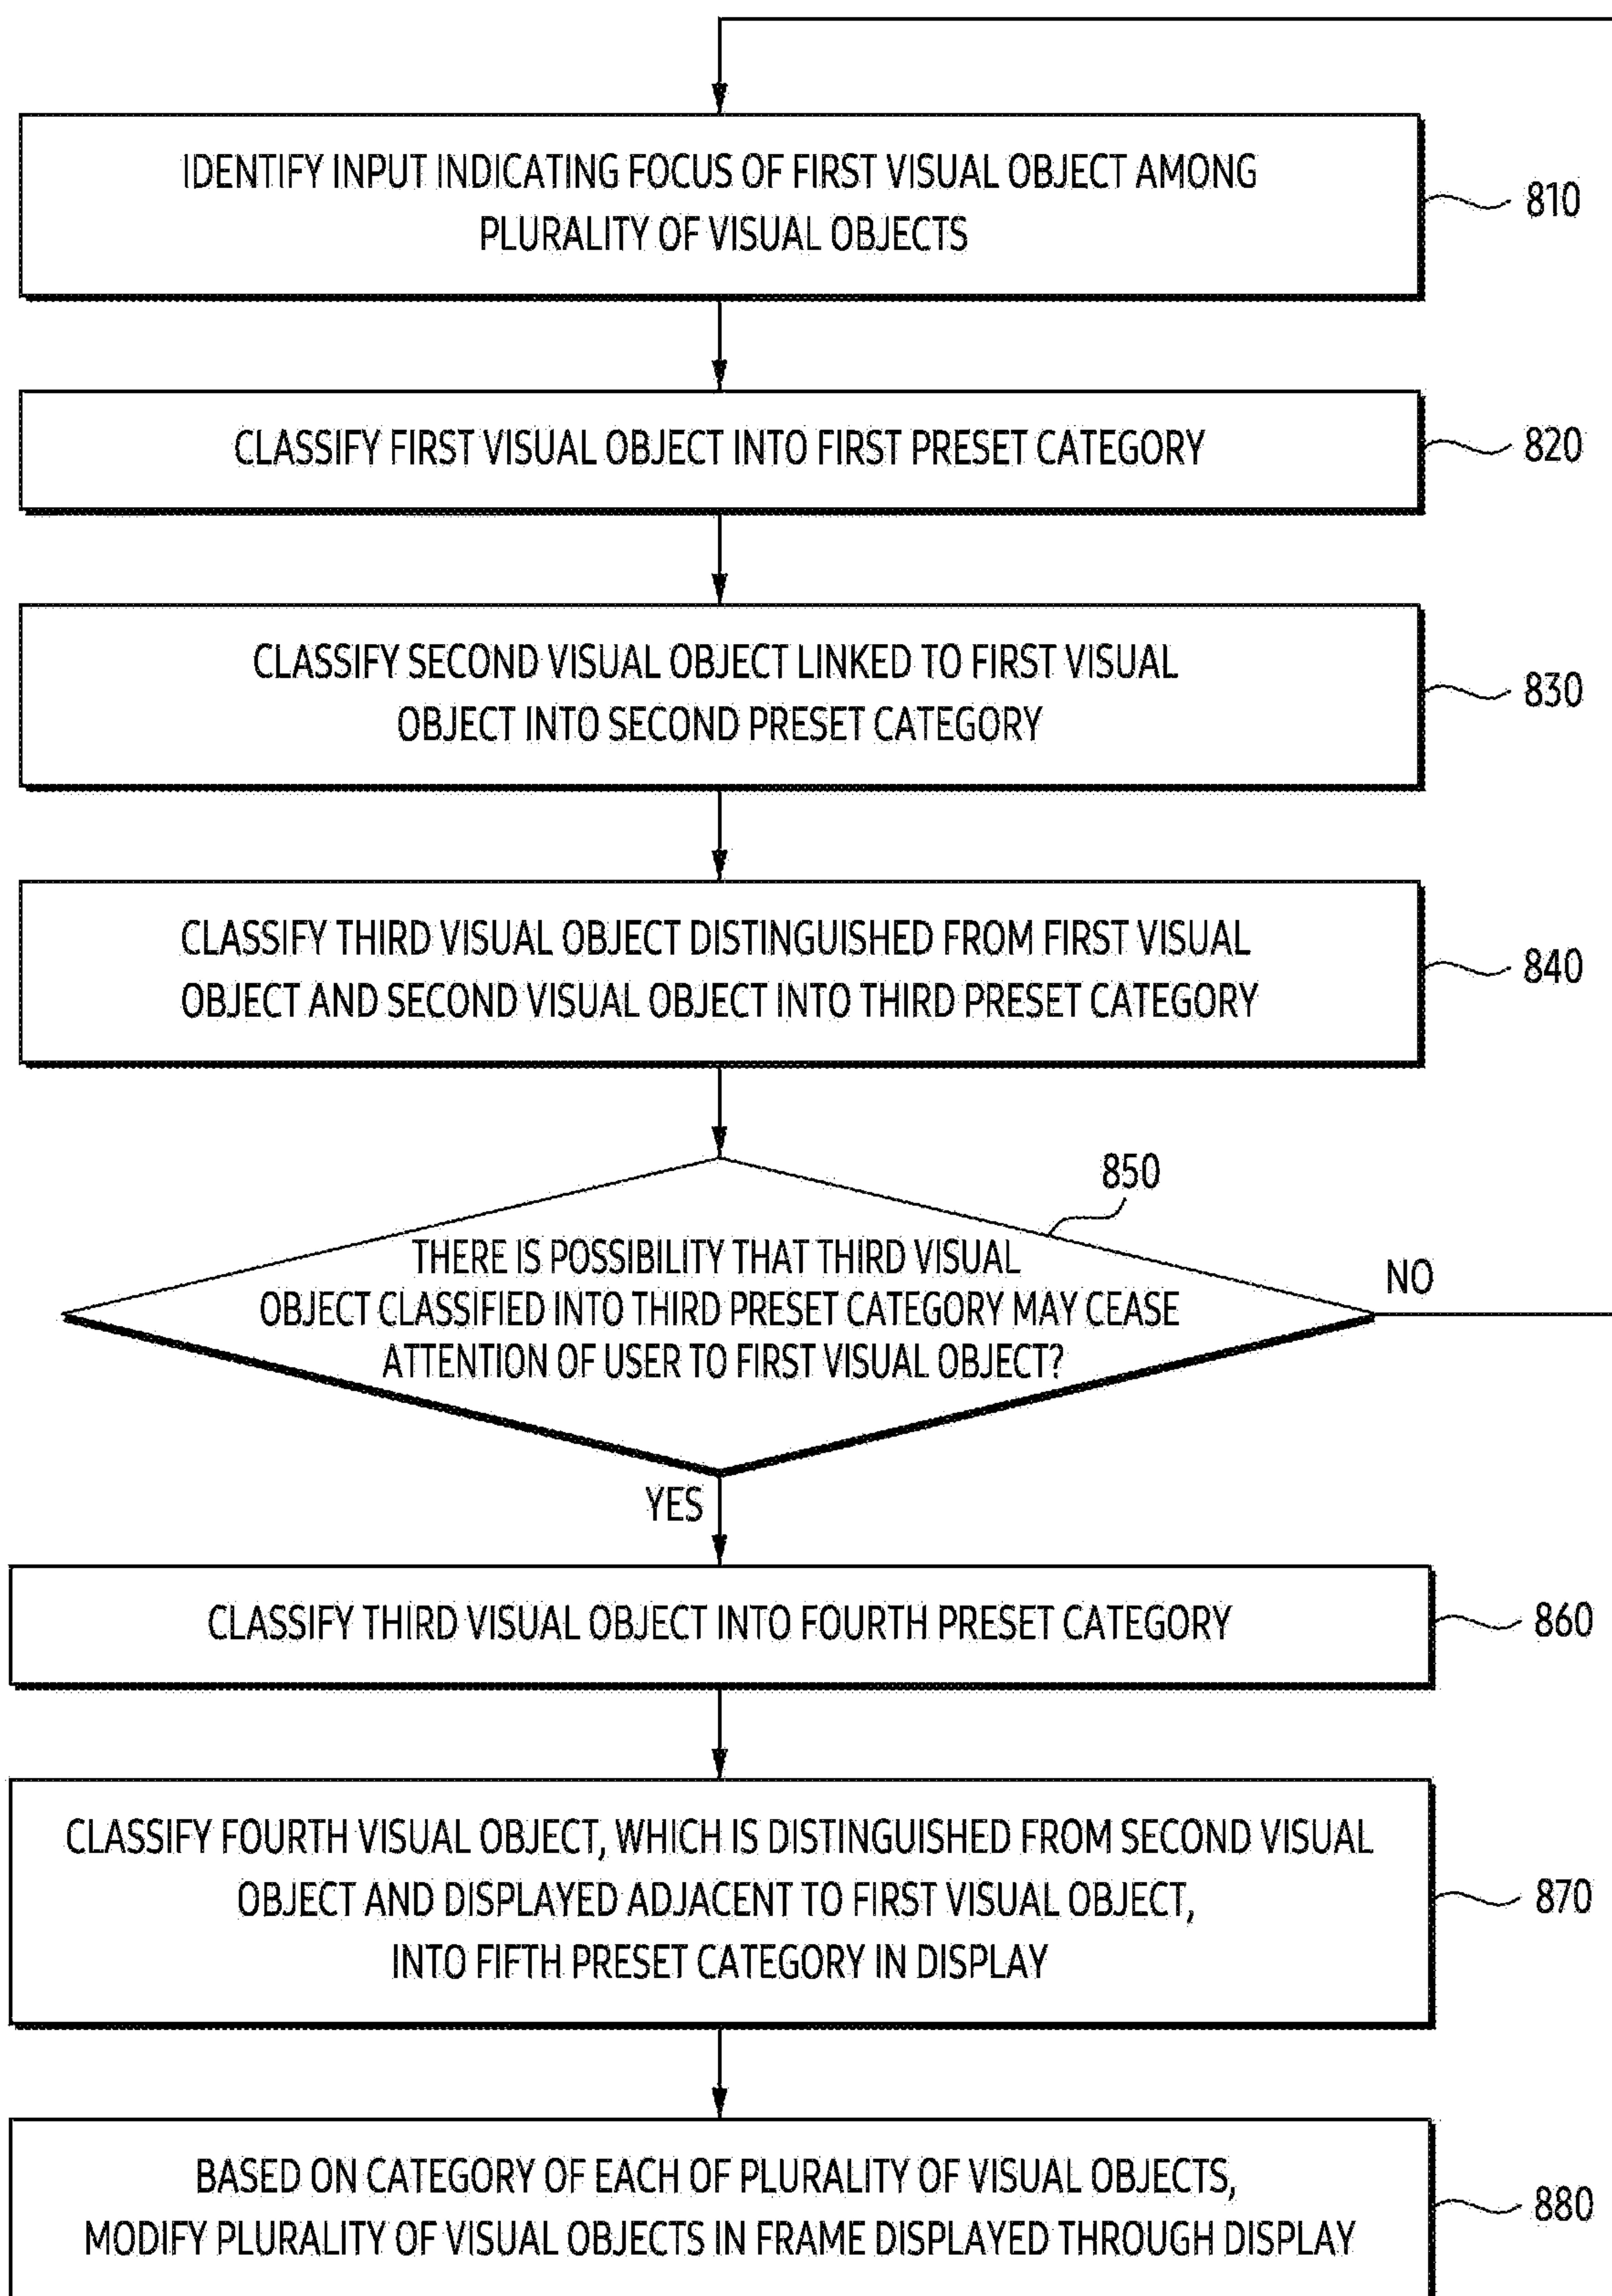 IDENTIFY INPUT INDICATING FOCUS OF FIRST VISUAL OBJECT AMONG
PLURALITY OF VISUAL OBJECTS
810
CLASSIFY FIRST VISUAL OBJECT INTO FIRST PRESET CATEGORY
820
CLASSIFY SECOND VISUAL OBJECT LINKED TO FIRST VISUAL
OBJECT INTO SECOND PRESET CATEGORY
830
CLASSIFY THIRD VISUAL OBJECT DISTINGUISHED FROM FIRST VISUAL
OBJECT AND SECOND VISUAL OBJECT INTO THIRD PRESET CATEGORY
840
850
THERE IS POSSIBILITY THAT THIRD VISUAL
OBJECT CLASSIFIED INTO THIRD PRESET CATEGORY MAY CEASE
ATTENTION OF USER TO FIRST VISUAL OBJECT?
NO
YES
CLASSIFY THIRD VISUAL OBJECT INTO FOURTH PRESET CATEGORY
860
CLASSIFY FOURTH VISUAL OBJECT, WHICH IS DISTINGUISHED FROM SECOND VISUAL
OBJECT AND DISPLAYED ADJACENT TO FIRST VISUAL OBJECT,
INTO FIFTH PRESET CATEGORY IN DISPLAY
870
BASED ON CATEGORY OF EACH OF PLURALITY OF VISUAL OBJECTS,
MODIFY PLURALITY OF VISUAL OBJECTS IN FRAME DISPLAYED THROUGH DISPLAY
880